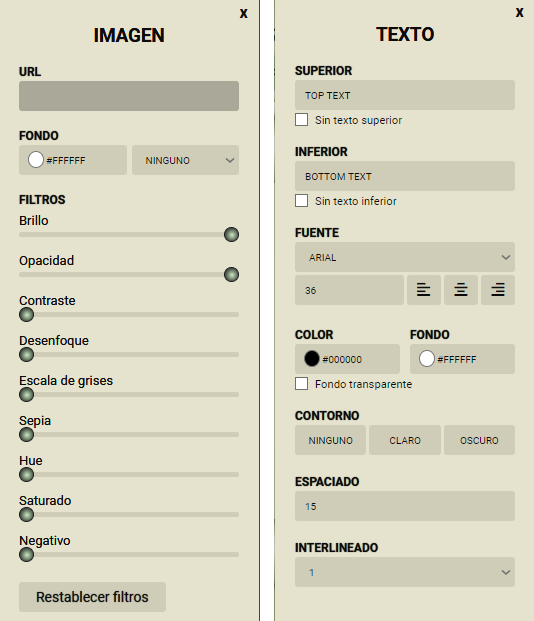 X
IMAGEN
URL
FONDO
#FFFFFF
NINGUNO
FILTROS
Brillo
Opacidad
Contraste
Desenfoque
Escala de grises
Sepia
Hue
Saturado
Negativo
Restablecer filtros
X
TEXTO
SUPERIOR
TOP TEXT
Sin texto superior
INFERIOR
BOTTOM TEXT
Sin texto inferior
FUENTE
ARIAL
36
COLOR
FONDO
#000000
#FFFFFF
Fondo transparente
CONTORNO
NINGUNO
CLARO
OSCURO
ESPACIADO
15
INTERLINEADO
1